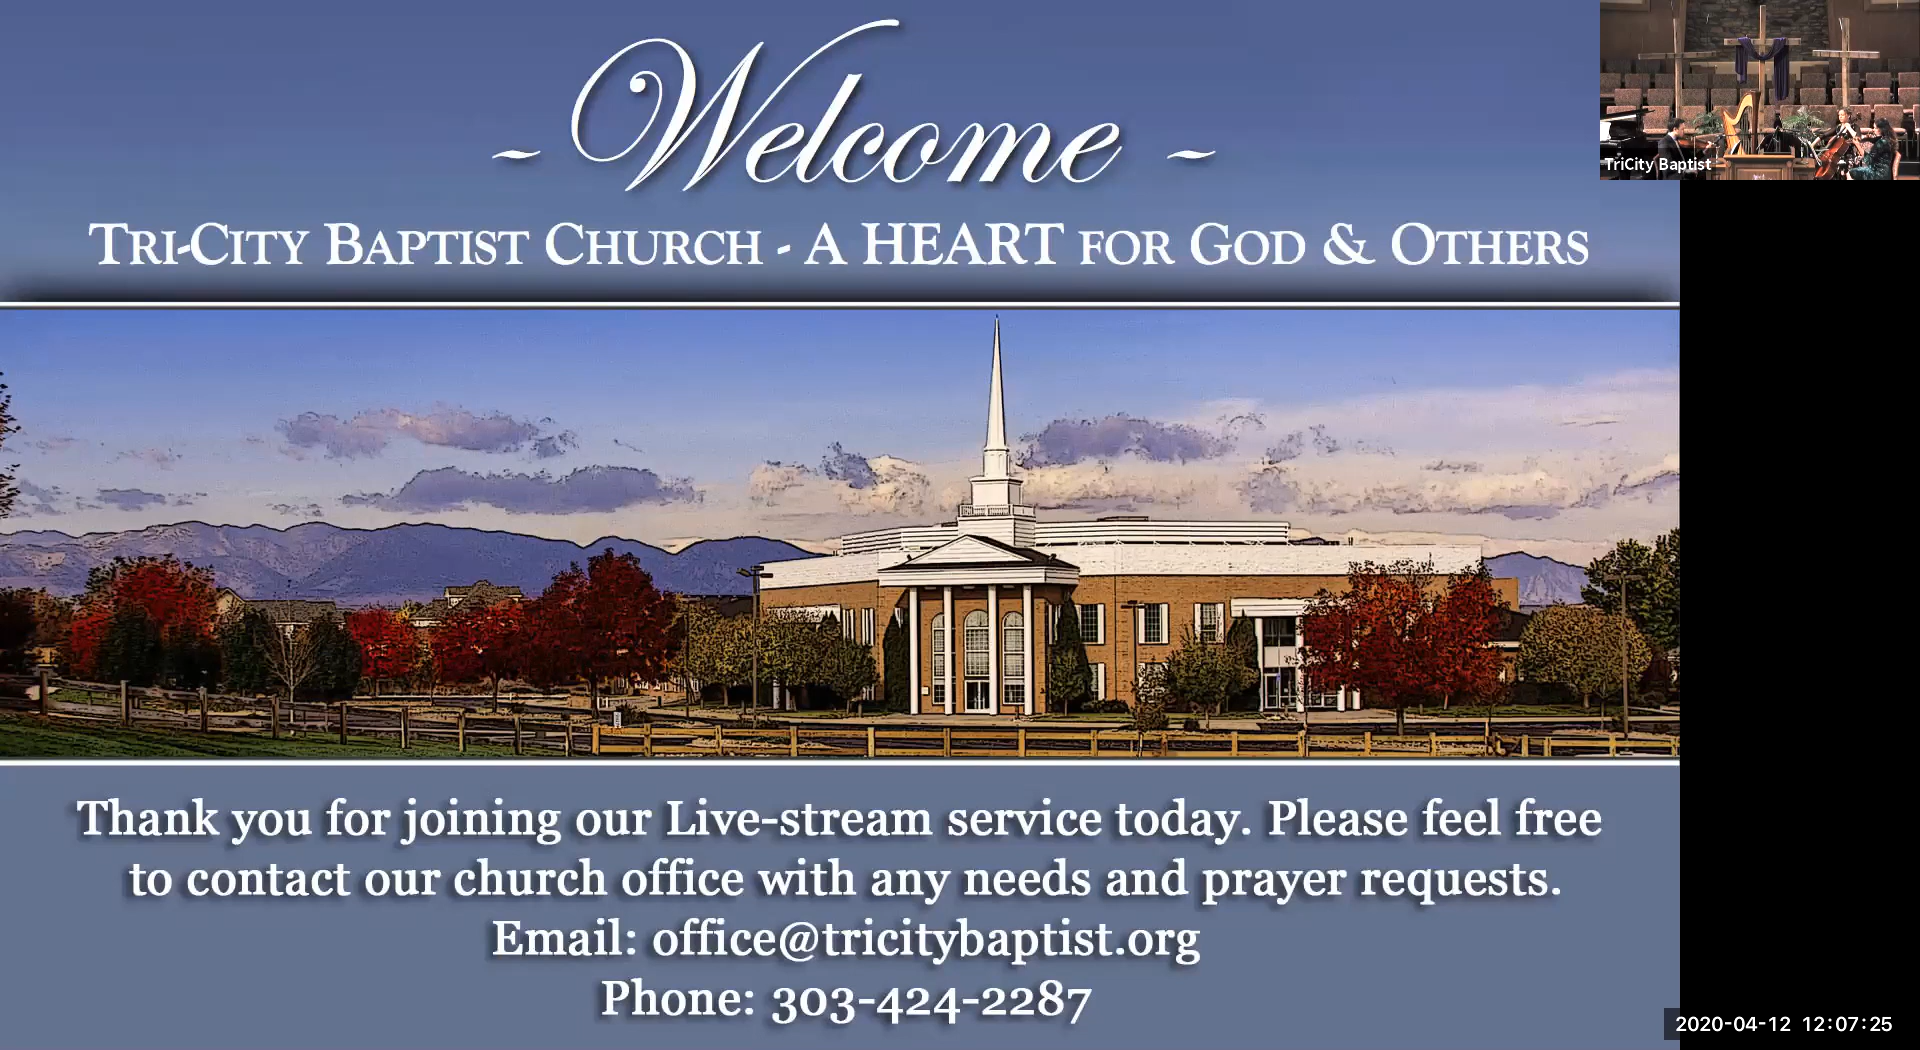 ~ Welcome ~
TRI-CITY BAPTIST CHURCH - A HEART FOR GOD & OTHERS
TriCity Baptist
Thank you for joining our Live-stream service today. Please feel free
to contact our church office with any needs and prayer requests.
Email: office@tricitybaptist.org
Phone: 303-424-2287
2020-04-12 12:07:25